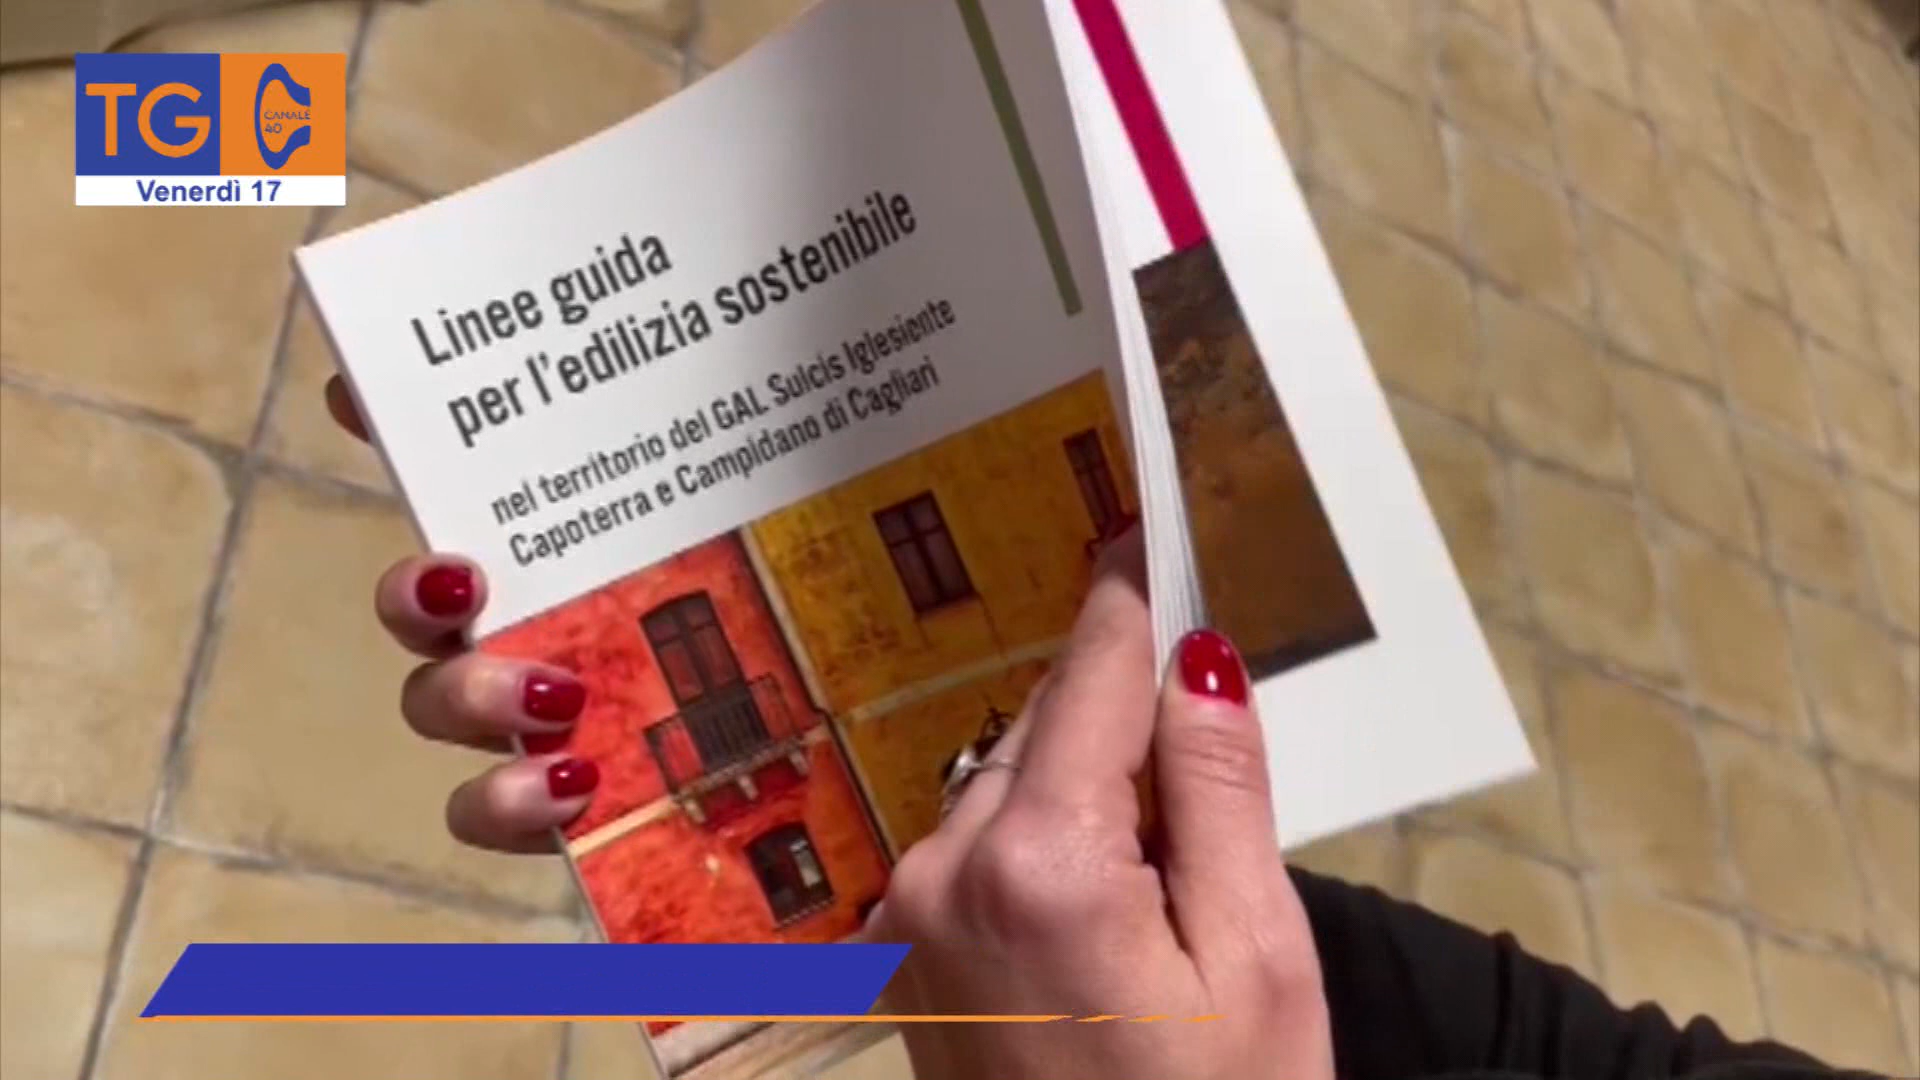 TG
CANALE
40
Venerdì 17
Linee guida
per l'edilizia sostenibile
nel territorio del GAL Sulcis Iglesiente
Capoterra e Campidano di Cagliari